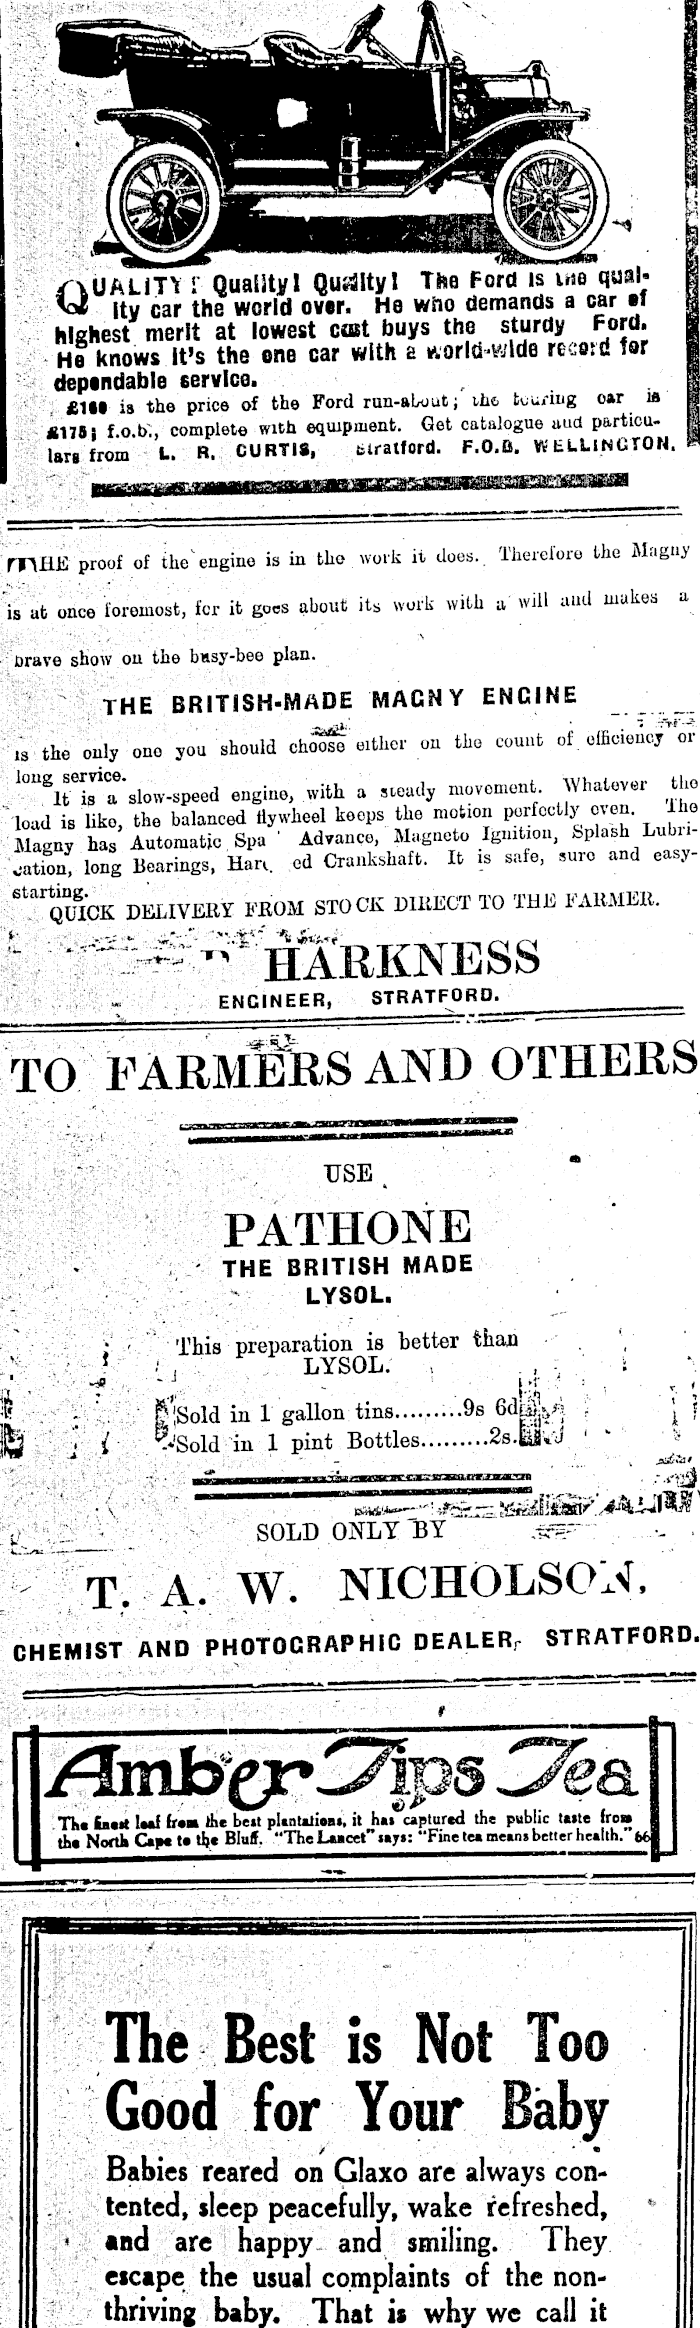 QUALITY! Quality! Quality! The Ford is the qual-
ity car the world over. He who demands a car of
highest merit at lowest cost buys the sturdy Ford.
He knows it's the one car with a world-wide record for
dependable service.
is the price of the Ford run-about; the touring car is
£175; f.o.b., complete with equipment. Get catalogue and particu-
lars from L. R. CURTIS, Stratford. F.O.B. WELLINGTON.
THE proof of the engine is in the work it does. Therefore the Magny
is at once foremost, for it goes about its work with a will and makes a
brave show on the busy-bee plan.
THE BRITISH-MADE MAGNY ENGINE
is the only one you should choose either on the count of efficiency or
long service.
It is a slow-speed engine, with a steady movement. Whatever the
load is like, the balanced flywheel keeps the motion perfectly even. The
Magny has Automatic Spa Advance, Magneto Ignition, Splash Lubri-
cation, long Bearings, Har ed Crankshaft. It is safe, sure and easy-
starting.
QUICK DELIVERY FROM STOCK DIRECT TO THE FARMER.
HARKNESS
ENGINEER, STRATFORD.
TO FARMERS AND OTHERS
USE
PATHONE
THE BRITISH MADE
LYSOL.
This preparation is better than
LYSOL.
Sold in 1 gallon tins.........9s 6d
Sold in 1 pint Bottles.........2s.
SOLD ONLY BY
T. A. W. NICHOLSON,
CHEMIST AND PHOTOGRAPHIC DEALER, STRATFORD.
Amber Tips Tea
The finest leaf from the best plantations, it has captured the public taste from
the North Cape to the Bluff. "The Lancet" says: "Fine tea means better health." 66
The Best is Not Too
Good for Your Baby
Babies reared on Glaxo are always con-
tented, sleep peacefully, wake refreshed,
and are happy and smiling. They
escape the usual complaints of the non-
thriving baby. That is why we call it